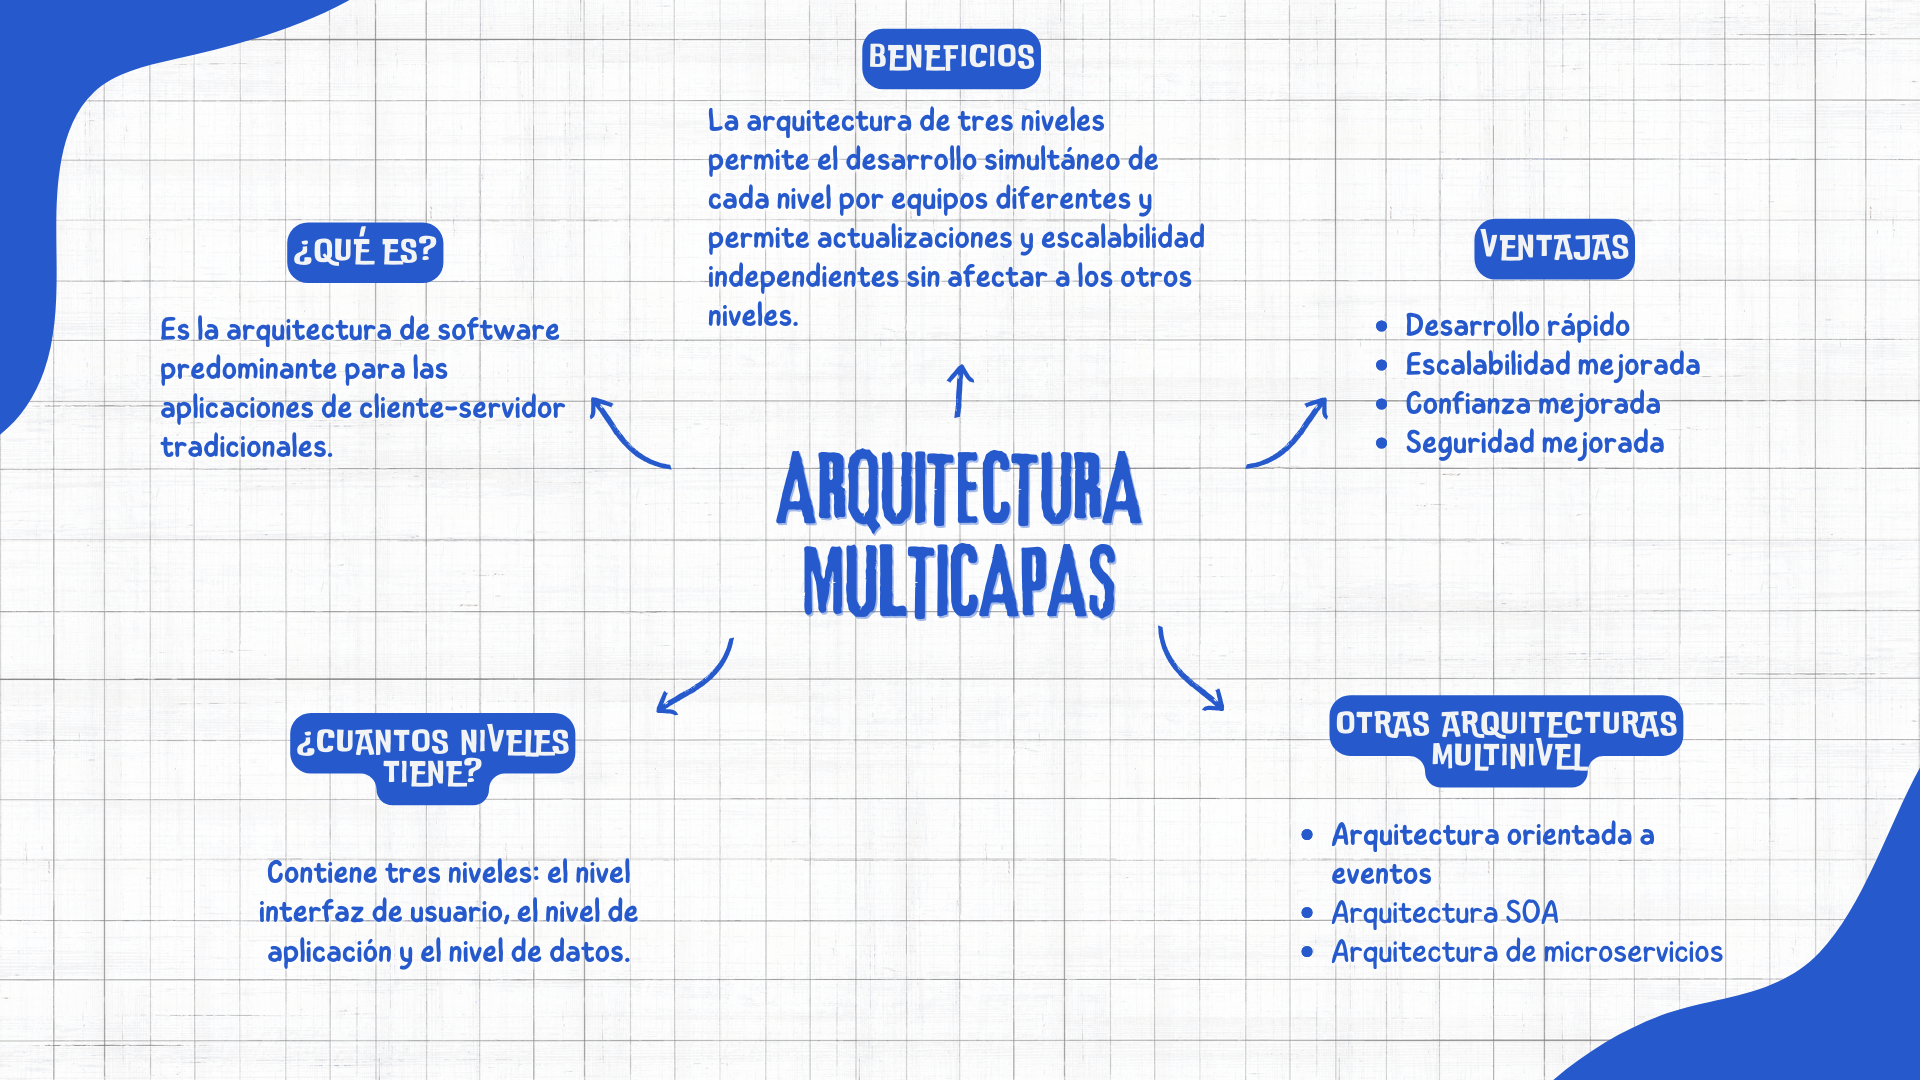 BENEFICIOS
La arquitectura de tres niveles
permite el desarrollo simultáneo de
cada nivel por equipos diferentes y
permite actualizaciones y escalabilidad
independientes sin afectar a los otros
niveles.
¿QUÉ ES?
Es la arquitectura de software
predominante para las
aplicaciones de cliente-servidor
tradicionales.
VENTAJAS
• Desarrollo rápido
• Escalabilidad mejorada
• Confianza mejorada
• Seguridad mejorada
ARQUITECTURA
MULTICAPAS
¿CUANTOS NIVELES
TIENE?
Contiene tres niveles: el nivel
interfaz de usuario, el nivel de
aplicación y el nivel de datos.
OTRAS ARQUITECTURAS
MULTINIVEL
• Arquitectura orientada a
eventos
• Arquitectura SOA
• Arquitectura de microservicios